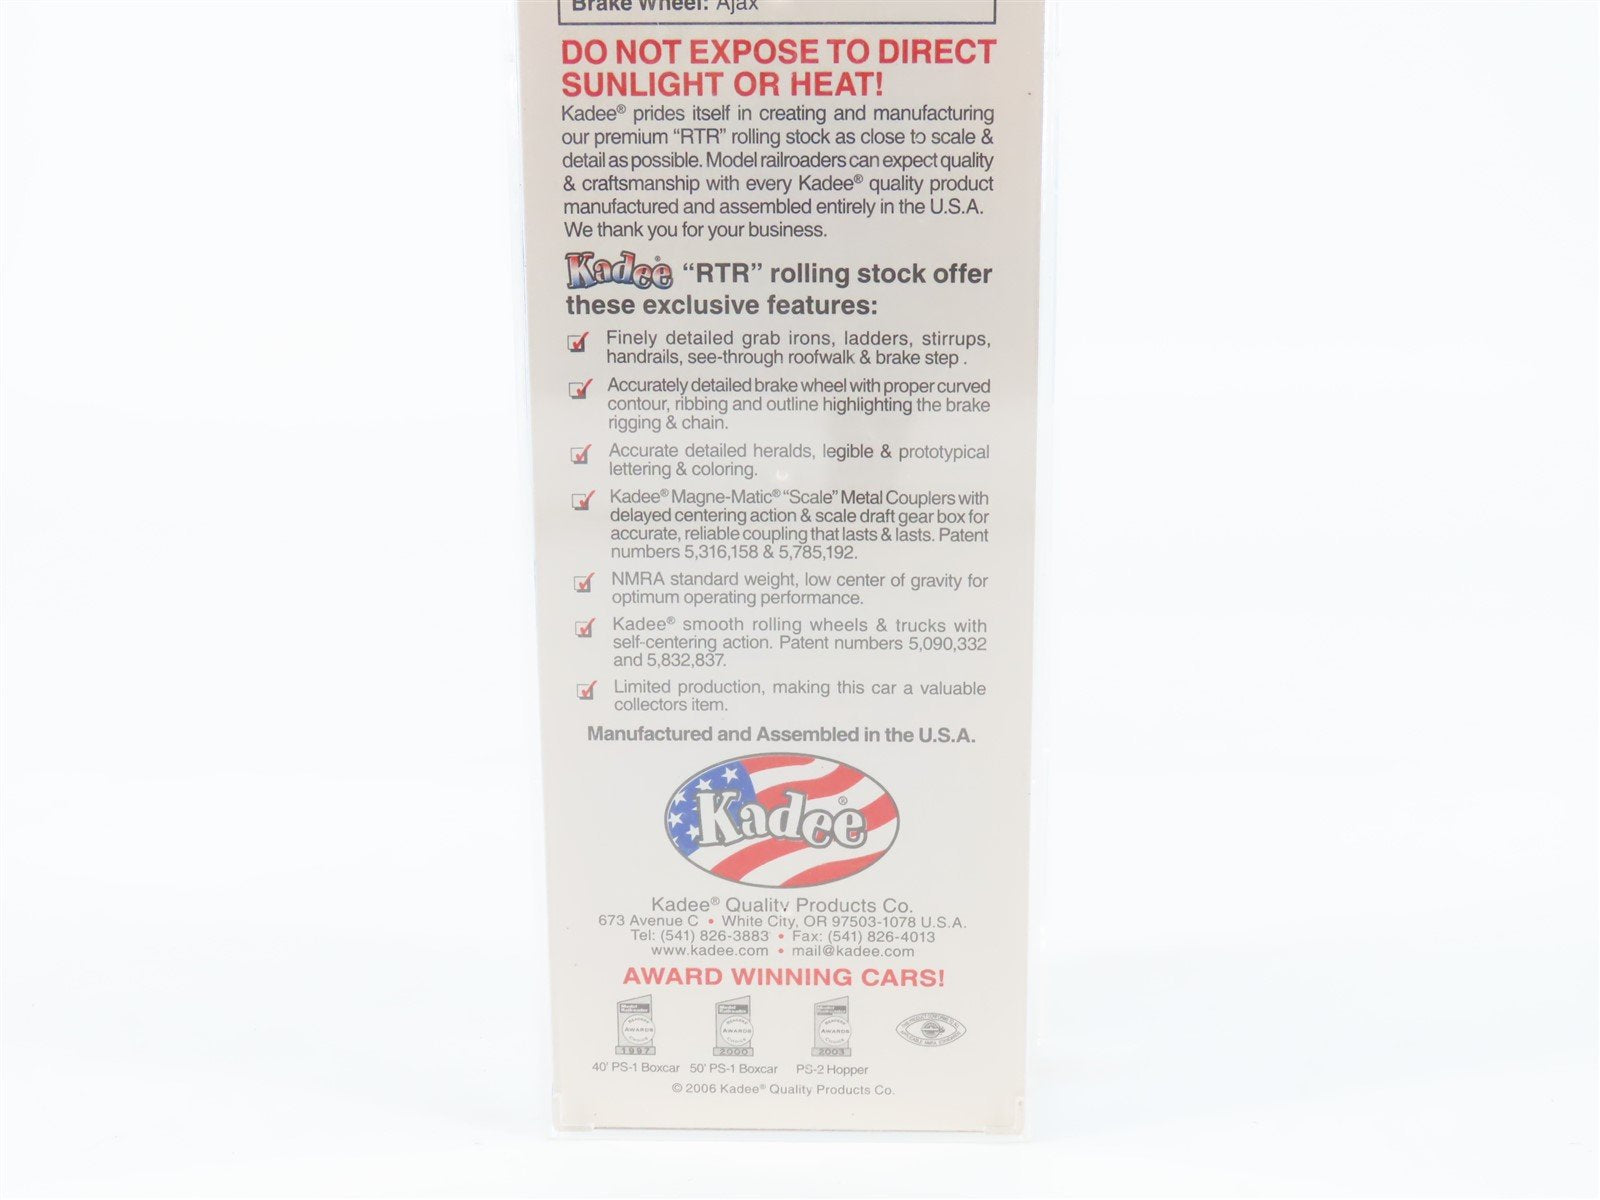 Brake Wheel: Ajax
DO NOT EXPOSE TO DIRECT
SUNLIGHT OR HEAT!
Kadee® prides itself in creating and manufacturing
our premium “RTR” rolling stock as close to scale &
detail as possible. Model railroaders can expect quality
& craftsmanship with every Kadee® quality product
manufactured and assembled entirely in the U.S.A.
We thank you for your business.
Kadee® “RTR” rolling stock offer
these exclusive features:
Finely detailed grab irons, ladders, stirrups,
handrails, see-through roofwalk & brake step .
Accurately detailed brake wheel with proper curved
contour, ribbing and outline highlighting the brake
rigging & chain.
Accurate detailed heralds, legible & prototypical
lettering & coloring.
Kadee® Magne-Matic® “Scale” Metal Couplers with
delayed centering action & scale draft gear box for
accurate, reliable coupling that lasts & lasts. Patent
numbers 5,316,158 & 5,785,192.
NMRA standard weight, low center of gravity for
optimum operating performance.
Kadee® smooth rolling wheels & trucks with
self-centering action. Patent numbers 5,090,332
and 5,832,837.
Limited production, making this car a valuable
collectors item.
Manufactured and Assembled in the U.S.A.
Kadee®
Kadee® Quality Products Co.
673 Avenue C • White City, OR 97503-1078 U.S.A.
Tel: (541) 826-3883 • Fax: (541) 826-4013
www.kadee.com • mail@kadee.com
AWARD WINNING CARS!
AWARDS AWARDS AWARDS
1997 2000 2003
40' PS-1 Boxcar 50' PS-1 Boxcar PS-2 Hopper
© 2006 Kadee® Quality Products Co.